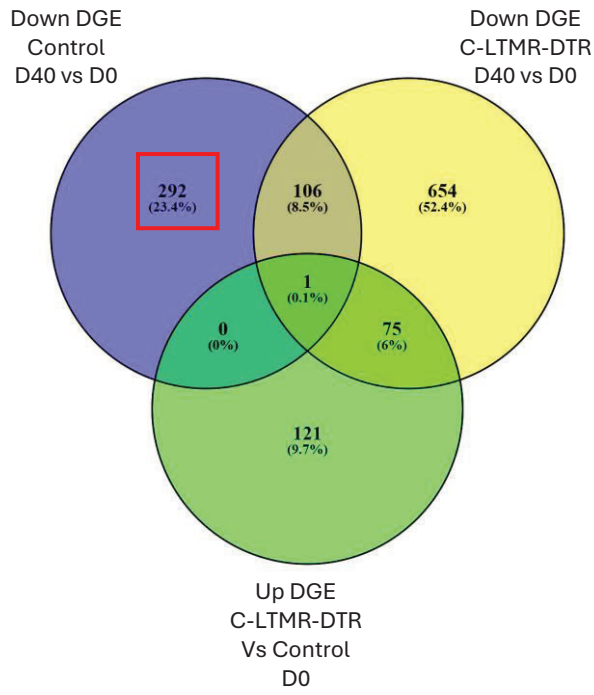 Down DGE
Control
D40 vs D0
Down DGE
C-LTMR-DTR
D40 vs D0
292
(23.4%)
106
(8.5%)
654
(52.4%)
1
(0.1%)
0
(0%)
75
(6%)
121
(9.7%)
Up DGE
C-LTMR-DTR
Vs Control
D0